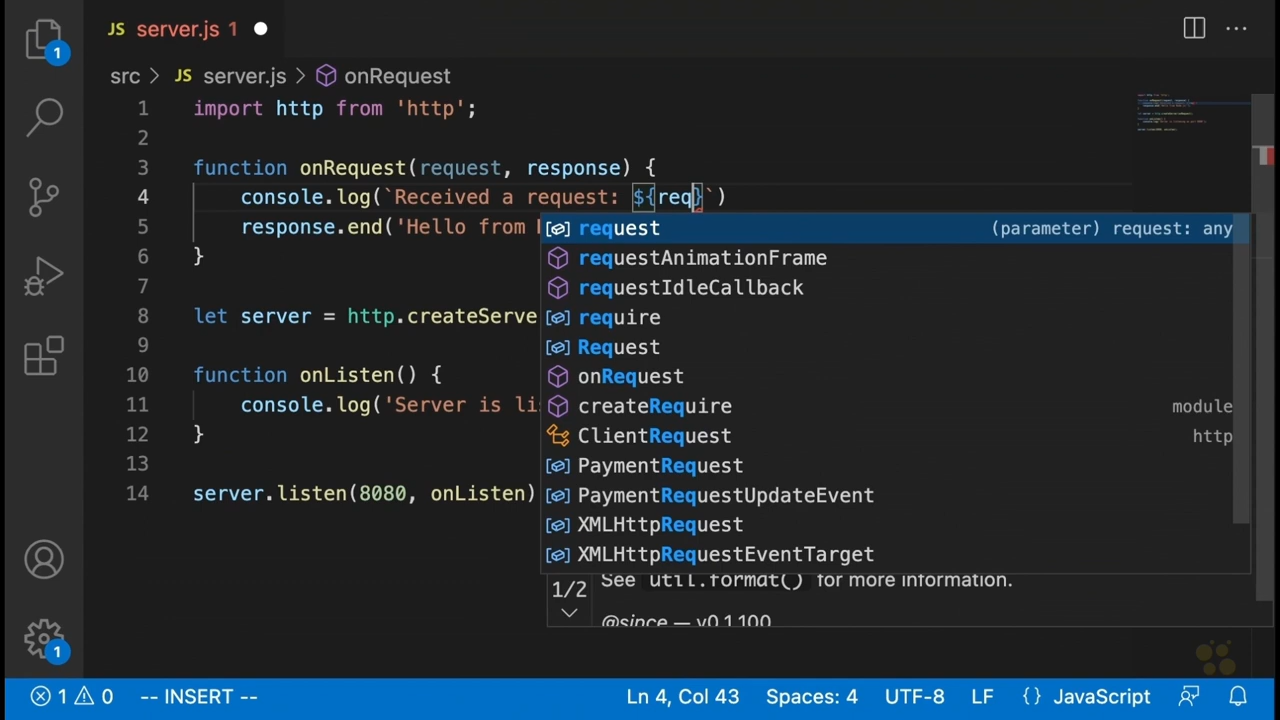 JS server.js 1
src > JS server.js > onRequest
1 import http from 'http';
2
3 function onRequest(request, response) {
4 console.log(`Received a request: ${req}`)
5 response.end('Hello from
6 }
7
8 let server = http.createServe
9
10 function onListen() {
11 console.log('Server is li
12 }
13
14 server.listen(8080, onListen)
request (parameter) request: any
requestAnimationFrame
requestIdleCallback
require
Request
onRequest
createRequire module
ClientRequest http
PaymentRequest
PaymentRequestUpdateEvent
XMLHttpRequest
XMLHttpRequestEventTarget
1/2 See util.format() for more information.
@since — v0.1.100
1
1
1 0 -- INSERT -- Ln 4, Col 43 Spaces: 4 UTF-8 LF {} JavaScript